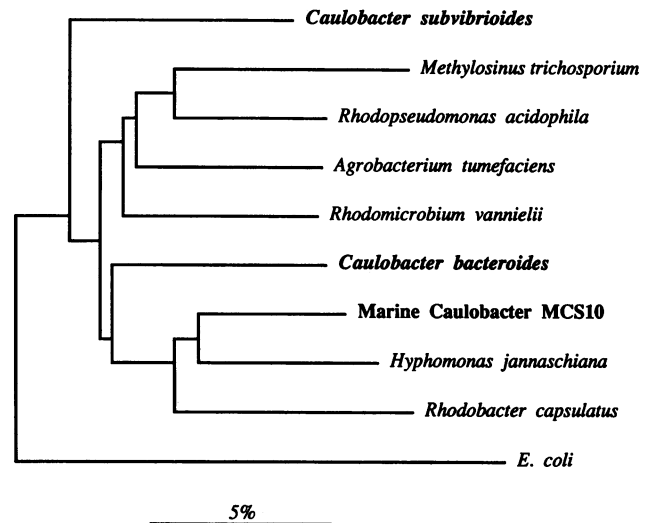 Caulobacter subvibrioides
Methylosinus trichosporium
Rhodopseudomonas acidophila
Agrobacterium tumefaciens
Rhodomicrobium vannielii
Caulobacter bacteroides
Marine Caulobacter MCS10
Hyphomonas jannaschiana
Rhodobacter capsulatus
E. coli
5%